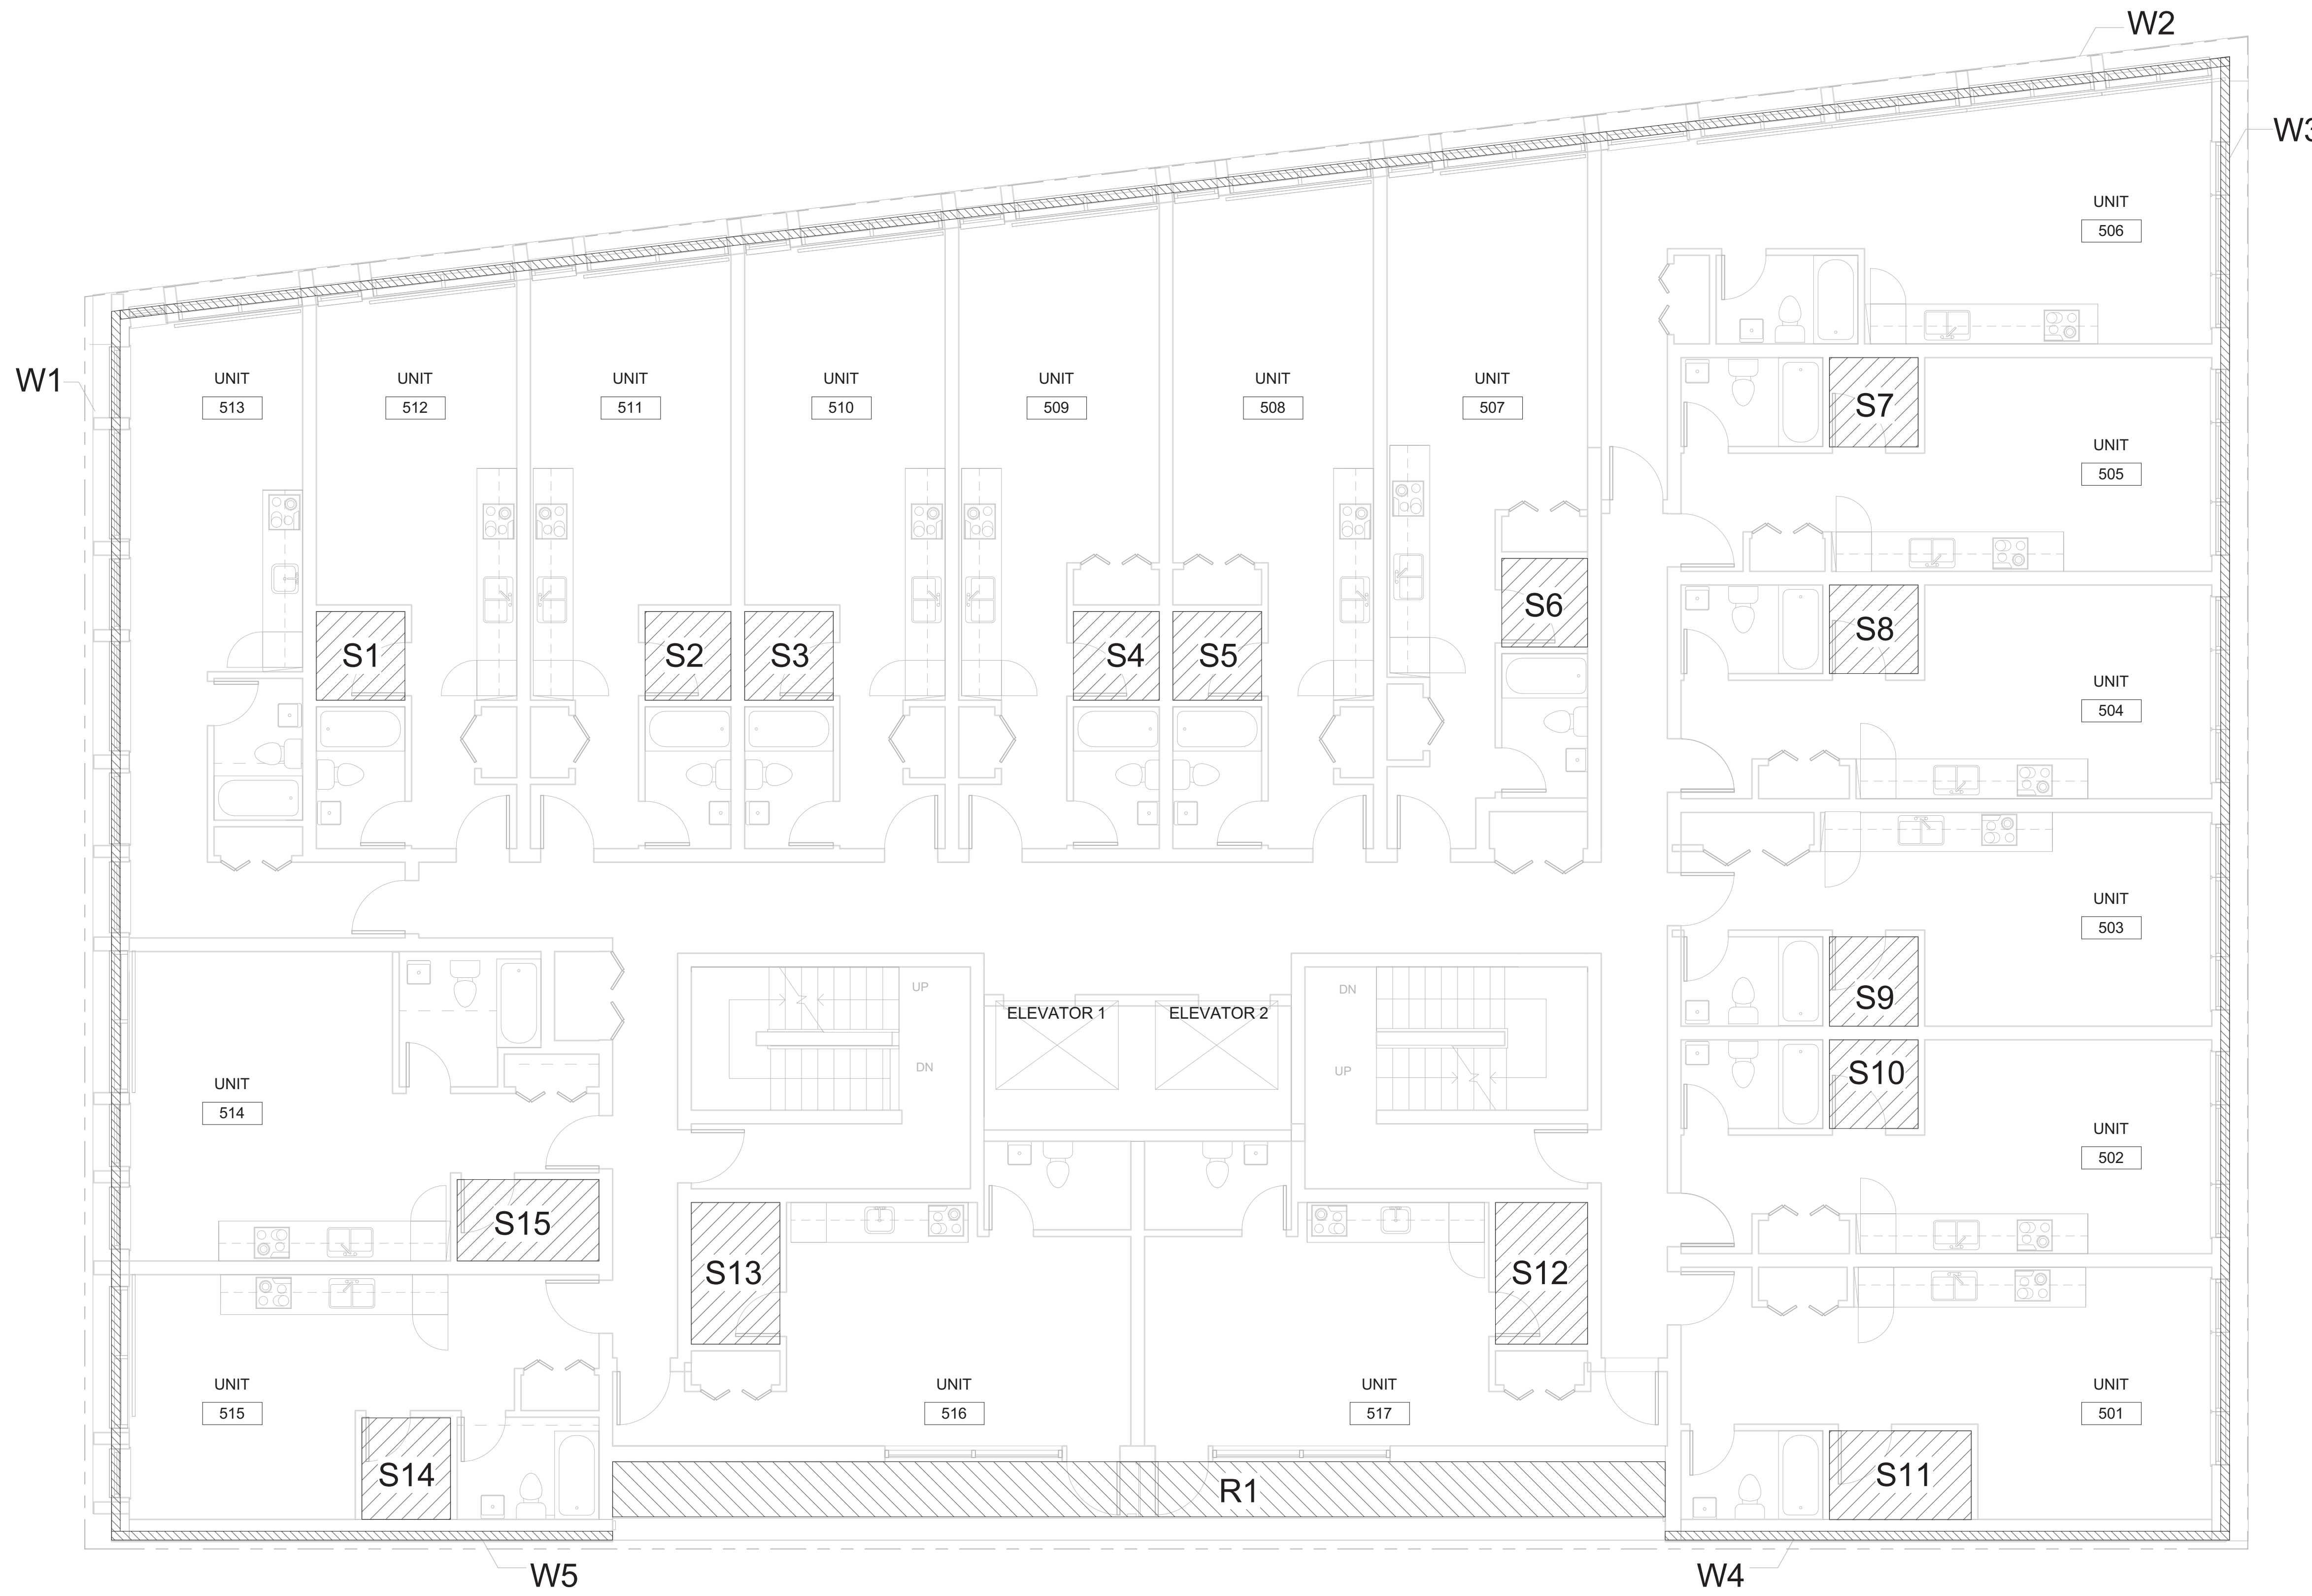 W2
W3
UNIT
506
W1
UNIT
513
UNIT
512
UNIT
511
UNIT
510
UNIT
509
UNIT
508
UNIT
507
S7
UNIT
505
S1
S2
S3
S4
S5
S6
S8
UNIT
504
UNIT
503
S9
UP
DN
ELEVATOR 1
ELEVATOR 2
DN
UP
UNIT
514
S10
UNIT
502
S15
S13
S12
UNIT
515
UNIT
516
UNIT
517
UNIT
501
S14
R1
S11
W5
W4